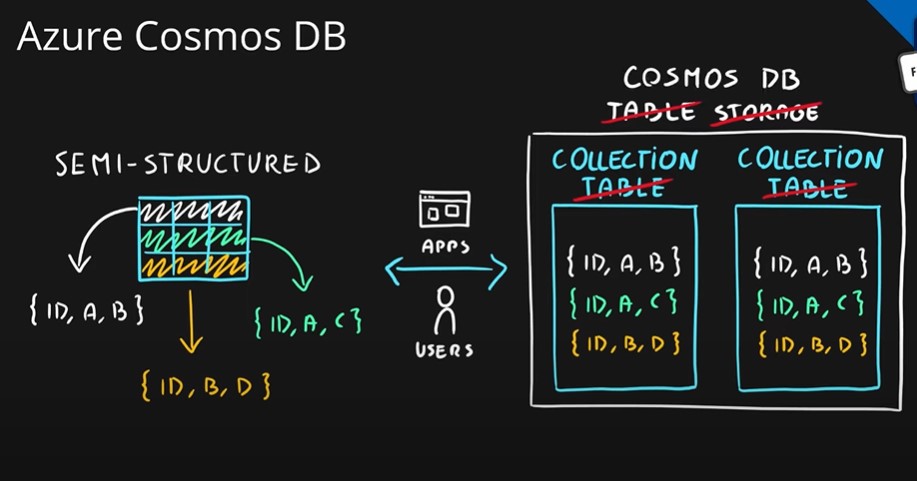 Azure Cosmos DB
F
COSMOS DB
TABLE STORAGE
SEMI-STRUCTURED
{ID, A, B}
{ID, A, C}
{ID, B, D}
APPS
USERS
COLLECTION
TABLE
{ID, A, B}
{ID, A, C}
{ID, B, D}
COLLECTION
TABLE
{ID, A, B}
{ID, A, C}
{ID, B, D}